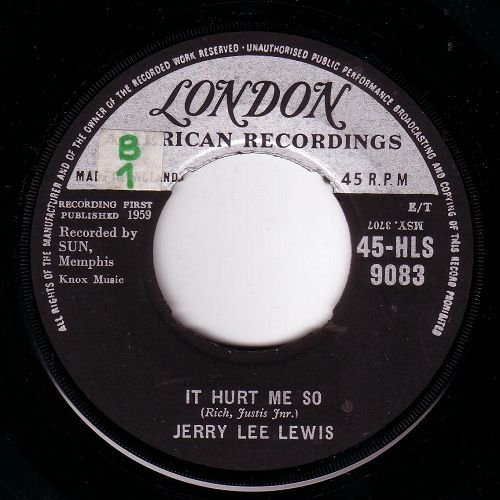 ALL RIGHTS OF THE MANUFACTURER AND OF THE OWNER OF THE RECORDED WORK RESERVED · UNAUTHORISED PUBLIC PERFORMANCE BROADCASTING AND COPYING OF THIS RECORD PROHIBITED
LONDON
RICAN RECORDINGS
B
1
45 R.P.M
RECORDING FIRST
PUBLISHED 1959
E/T
MSY. 3707
Recorded by
SUN,
Memphis
Knox Music
45-HLS
9083
IT HURT ME SO
(Rich, Justis Jnr.)
JERRY LEE LEWIS